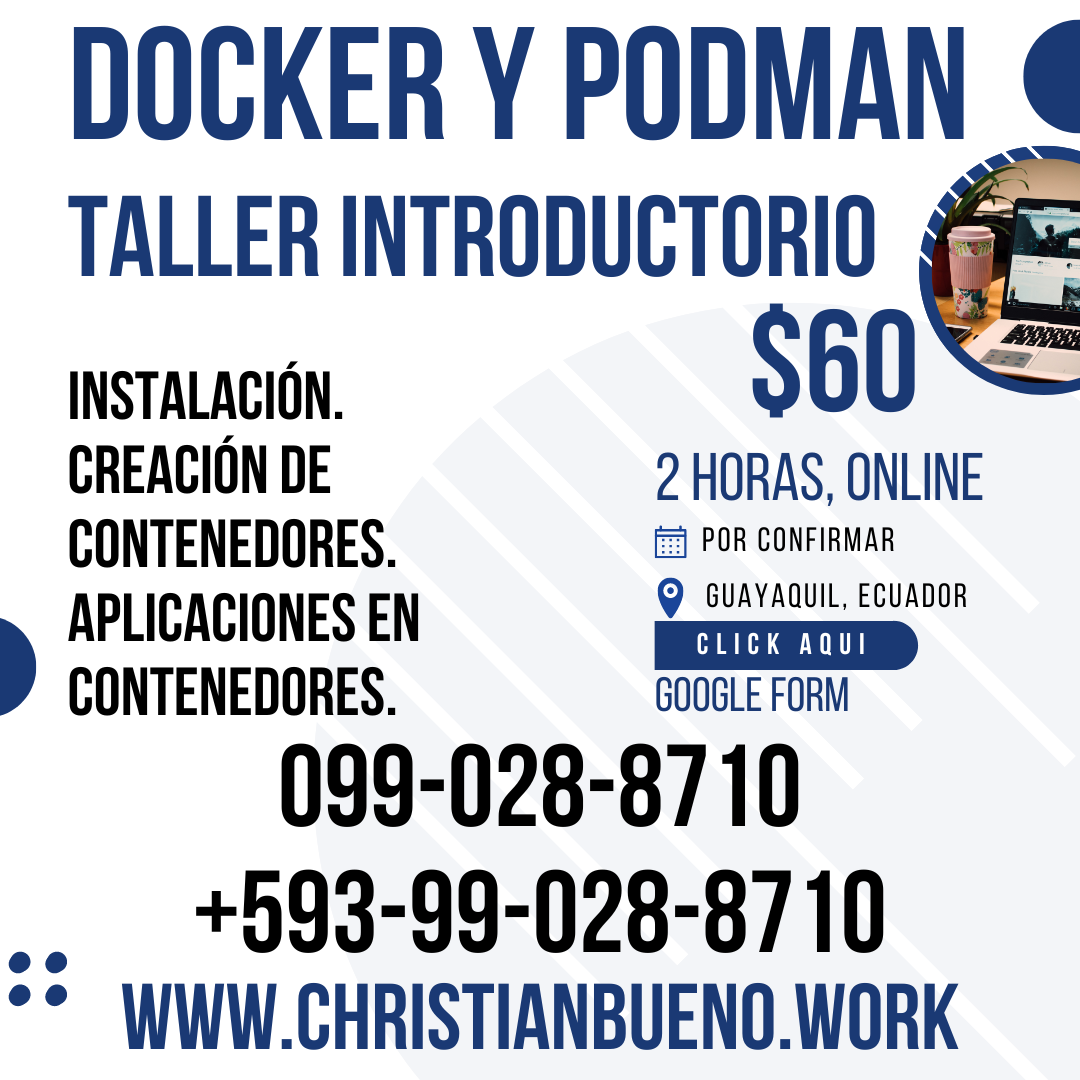 DOCKER Y PODMAN
TALLER INTRODUCTORIO
$60
INSTALACIÓN.
CREACIÓN DE
CONTENEDORES.
APLICACIONES EN
CONTENEDORES.
2 HORAS, ONLINE
POR CONFIRMAR
GUAYAQUIL, ECUADOR
CLICK AQUI
GOOGLE FORM
099-028-8710
+593-99-028-8710
WWW.CHRISTIANBUENO.WORK